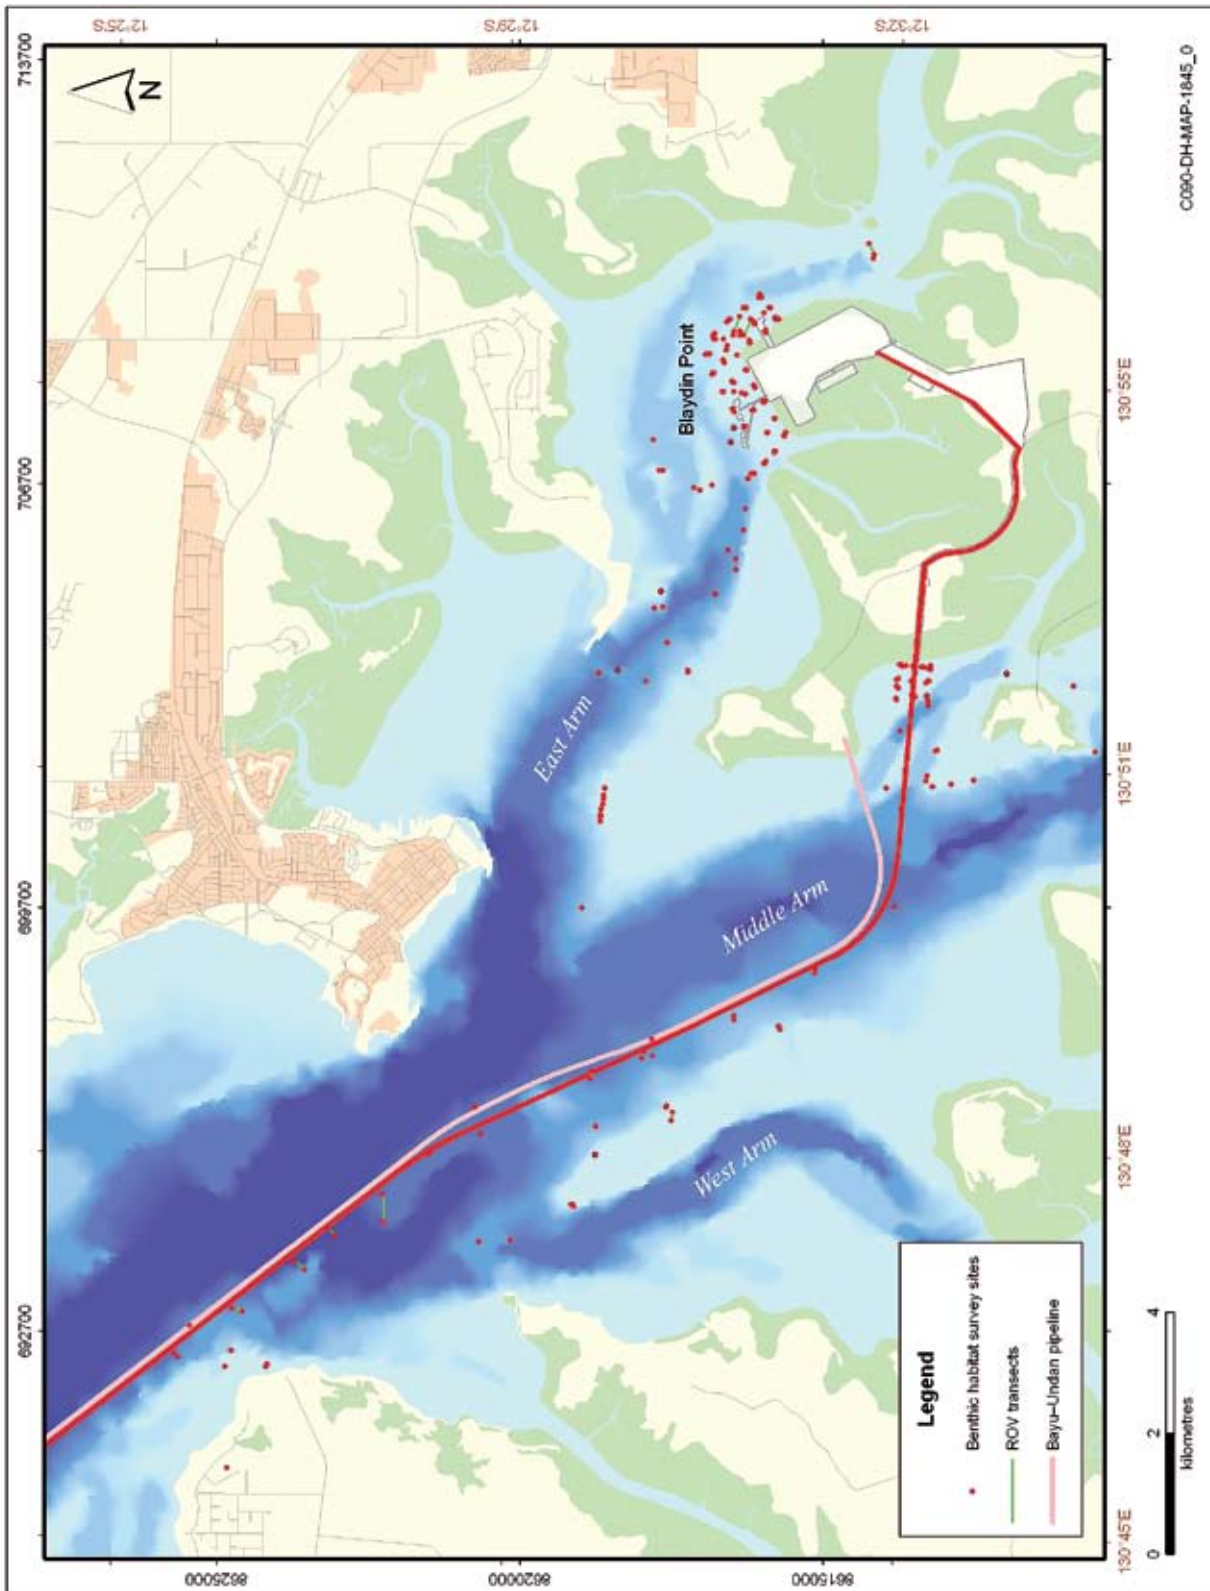 692700
699700
706700
713700
12°25'S
12°29'S
12°32'S
8625000
8620000
8615000
N
East Arm
Middle Arm
West Arm
Blaydin Point
Legend
Benthic habitat survey sites
ROV transects
Bayu–Undan pipeline
0 2 4
kilometres
130°45'E
130°48'E
130°51'E
130°55'E
C090-DH-MAP-1845_0